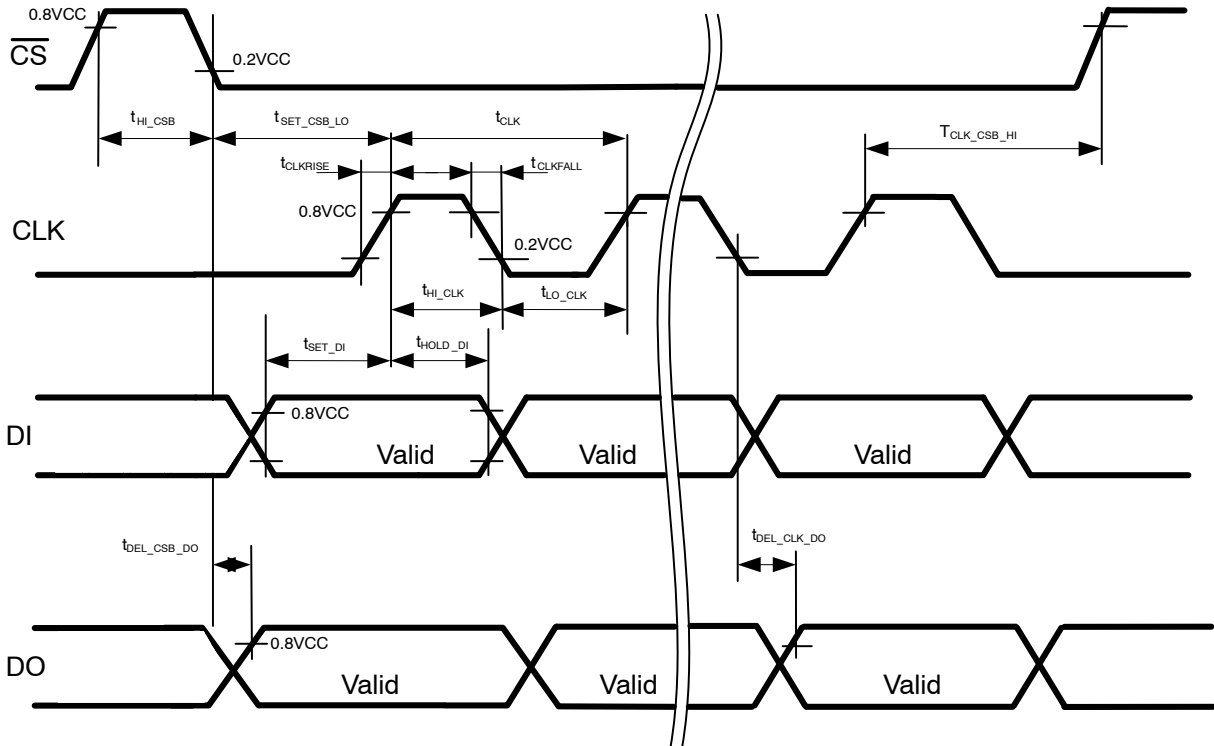 0.8VCC
CS
0.2VCC
tHI_CSB
tSET_CSB_LO
tCLK
TCLK_CSB_HI
tCLKRISE
tCLKFALL
0.8VCC
CLK
0.2VCC
tHI_CLK
tLO_CLK
tSET_DI
tHOLD_DI
0.8VCC
DI
Valid
Valid
Valid
tDEL_CSB_DO
tDEL_CLK_DO
0.8VCC
DO
Valid
Valid
Valid